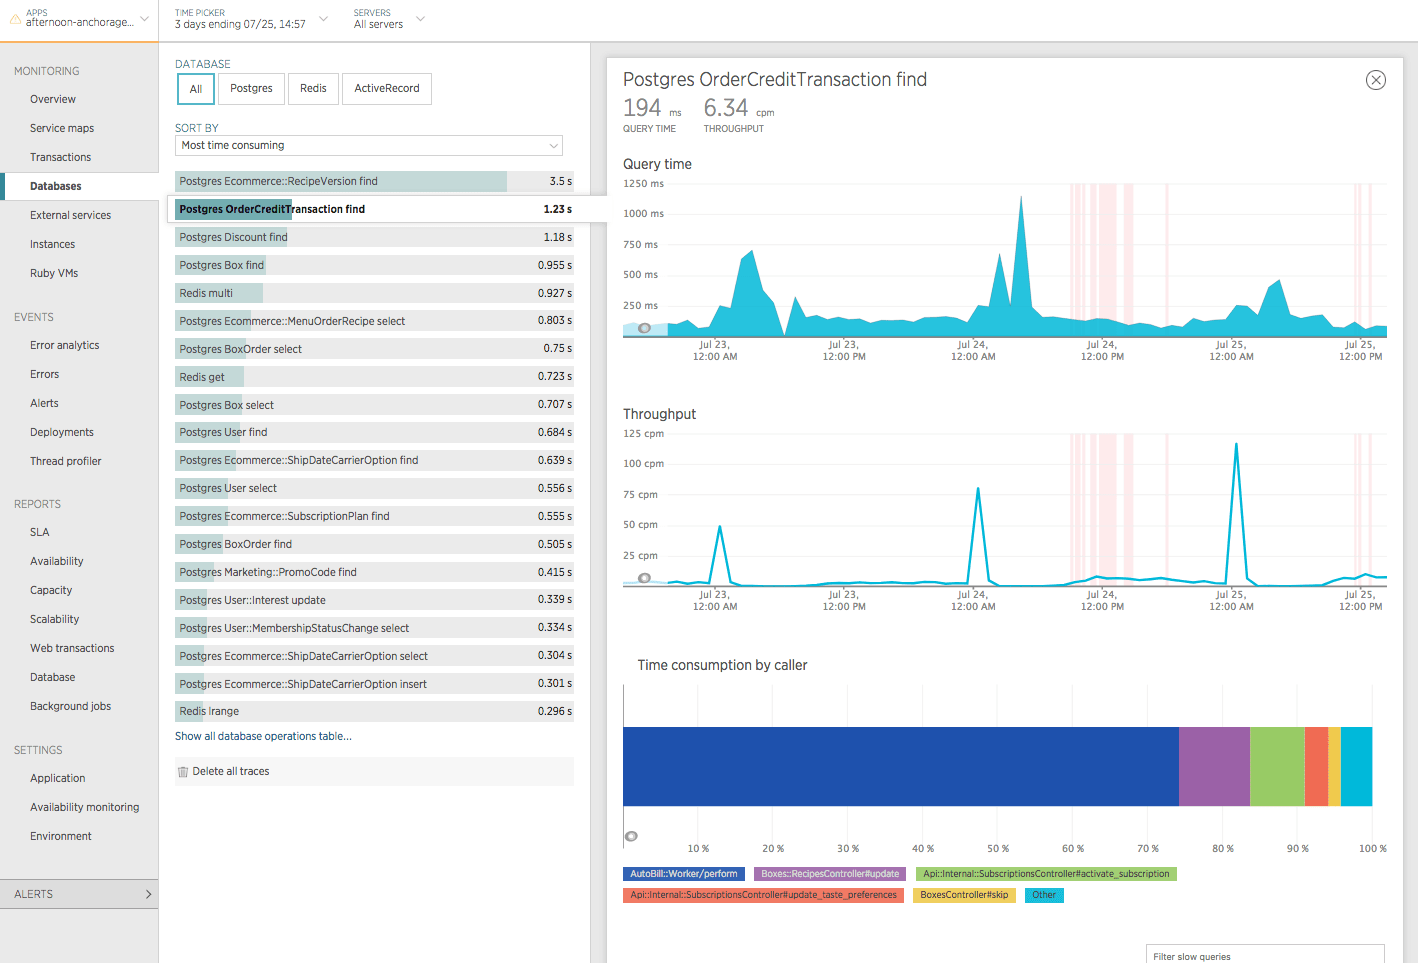 APPS
afternoon-anchorage...
TIME PICKER
3 days ending 07/25, 14:57
SERVERS
All servers
MONITORING
Overview
Service maps
Transactions
Databases
External services
Instances
Ruby VMs
EVENTS
Error analytics
Errors
Alerts
Deployments
Thread profiler
REPORTS
SLA
Availability
Capacity
Scalability
Web transactions
Database
Background jobs
SETTINGS
Application
Availability monitoring
Environment
ALERTS
DATABASE
All Postgres Redis ActiveRecord
SORT BY
Most time consuming
Postgres Ecommerce::RecipeVersion find 3.5 s
Postgres OrderCreditTransaction find 1.23 s
Postgres Discount find 1.18 s
Postgres Box find 0.955 s
Redis multi 0.927 s
Postgres Ecommerce::MenuOrderRecipe select 0.803 s
Postgres BoxOrder select 0.75 s
Redis get 0.723 s
Postgres Box select 0.707 s
Postgres User find 0.684 s
Postgres Ecommerce::ShipDateCarrierOption find 0.639 s
Postgres User select 0.556 s
Postgres Ecommerce::SubscriptionPlan find 0.555 s
Postgres BoxOrder find 0.505 s
Postgres Marketing::PromoCode find 0.415 s
Postgres User::Interest update 0.339 s
Postgres User::MembershipStatusChange select 0.334 s
Postgres Ecommerce::ShipDateCarrierOption select 0.304 s
Postgres Ecommerce::ShipDateCarrierOption insert 0.301 s
Redis lrange 0.296 s
Show all database operations table...
Delete all traces
Postgres OrderCreditTransaction find
194 ms 6.34 cpm
QUERY TIME THROUGHPUT
Query time
1250 ms
1000 ms
750 ms
500 ms
250 ms
Jul 23, Jul 23, Jul 24, Jul 24, Jul 25, Jul 25,
12:00 AM 12:00 PM 12:00 AM 12:00 PM 12:00 AM 12:00 PM
Throughput
125 cpm
100 cpm
75 cpm
50 cpm
25 cpm
Jul 23, Jul 23, Jul 24, Jul 24, Jul 25, Jul 25,
12:00 AM 12:00 PM 12:00 AM 12:00 PM 12:00 AM 12:00 PM
Time consumption by caller
10 % 20 % 30 % 40 % 50 % 60 % 70 % 80 % 90 % 100 %
AutoBill::Worker/perform Boxes::RecipesController#update Api::Internal::SubscriptionsController#activate_subscription
Api::Internal::SubscriptionsController#update_taste_preferences BoxesController#skip Other
Filter slow queries